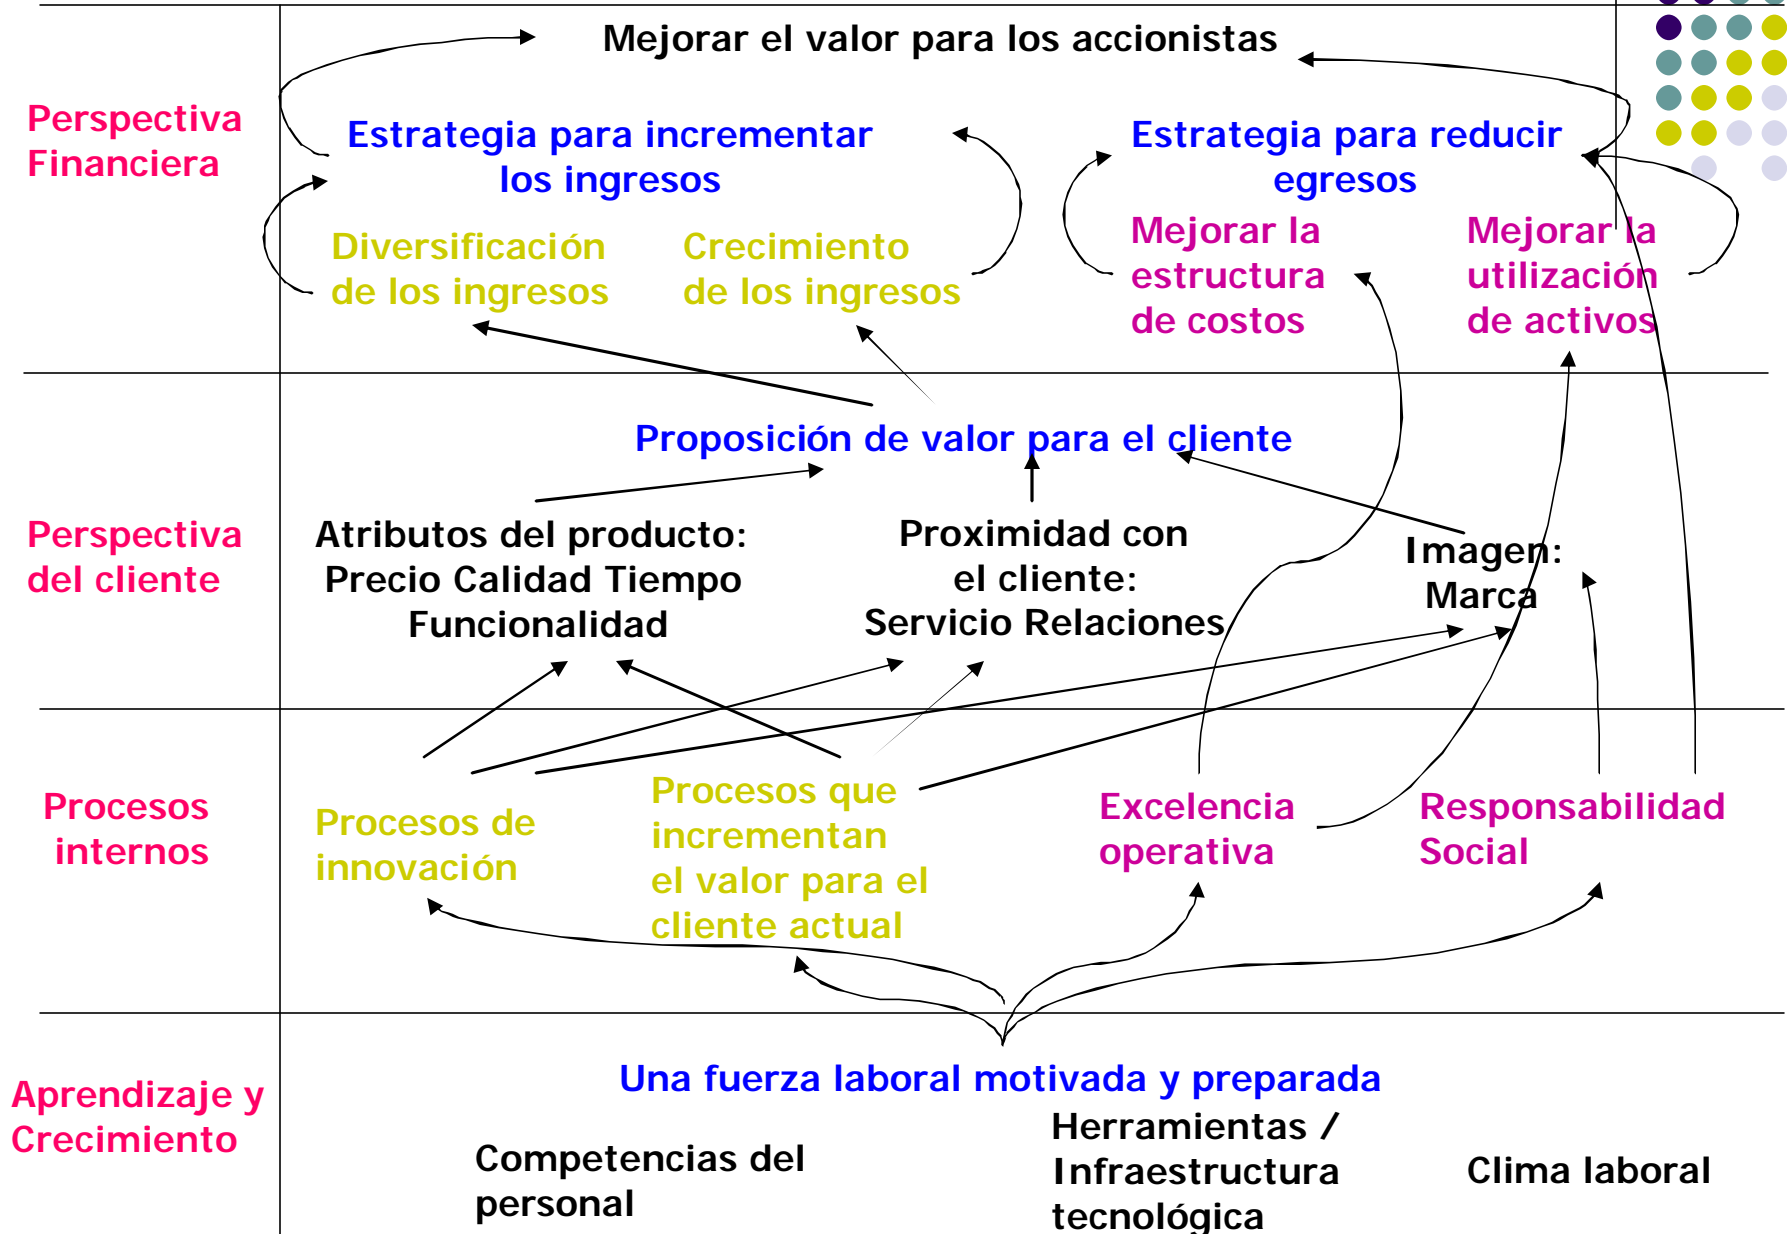 Mejorar el valor para los accionistas
Perspectiva
Financiera
Estrategia para incrementar
los ingresos
Estrategia para reducir
egresos
Diversificación
de los ingresos
Crecimiento
de los ingresos
Mejorar la
estructura
de costos
Mejorar la
utilización
de activos
Proposición de valor para el cliente
Perspectiva
del cliente
Atributos del producto:
Precio Calidad Tiempo
Funcionalidad
Proximidad con
el cliente:
Servicio Relaciones
Imagen:
Marca
Procesos
internos
Procesos de
innovación
Procesos que
incrementan
el valor para el
cliente actual
Excelencia
operativa
Responsabilidad
Social
Aprendizaje y
Crecimiento
Una fuerza laboral motivada y preparada
Competencias del
personal
Herramientas /
Infraestructura
tecnológica
Clima laboral